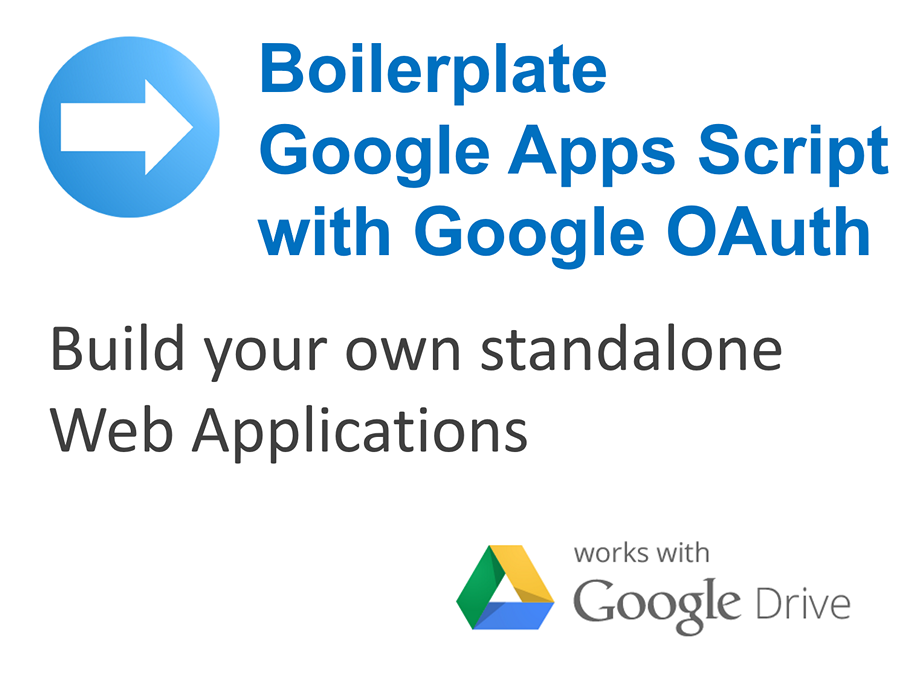 Boilerplate
Google Apps Script
with Google OAuth
Build your own standalone
Web Applications
works with
Google Drive